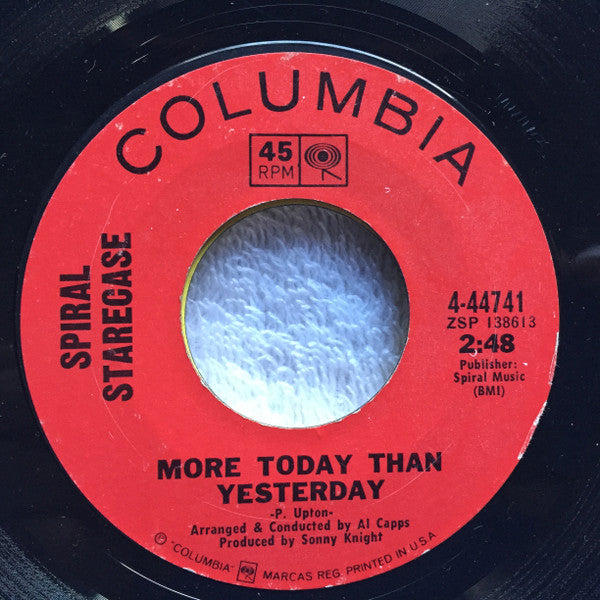 COLUMBIA
45
RPM
SPIRAL
STARECASE
4-44741
ZSP 138613
2:48
Publisher:
Spiral Music
(BMI)
MORE TODAY THAN
YESTERDAY
-P. Upton-
Arranged & Conducted by Al Capps
Produced by Sonny Knight
© "COLUMBIA" MARCAS REG. PRINTED IN U.S.A.